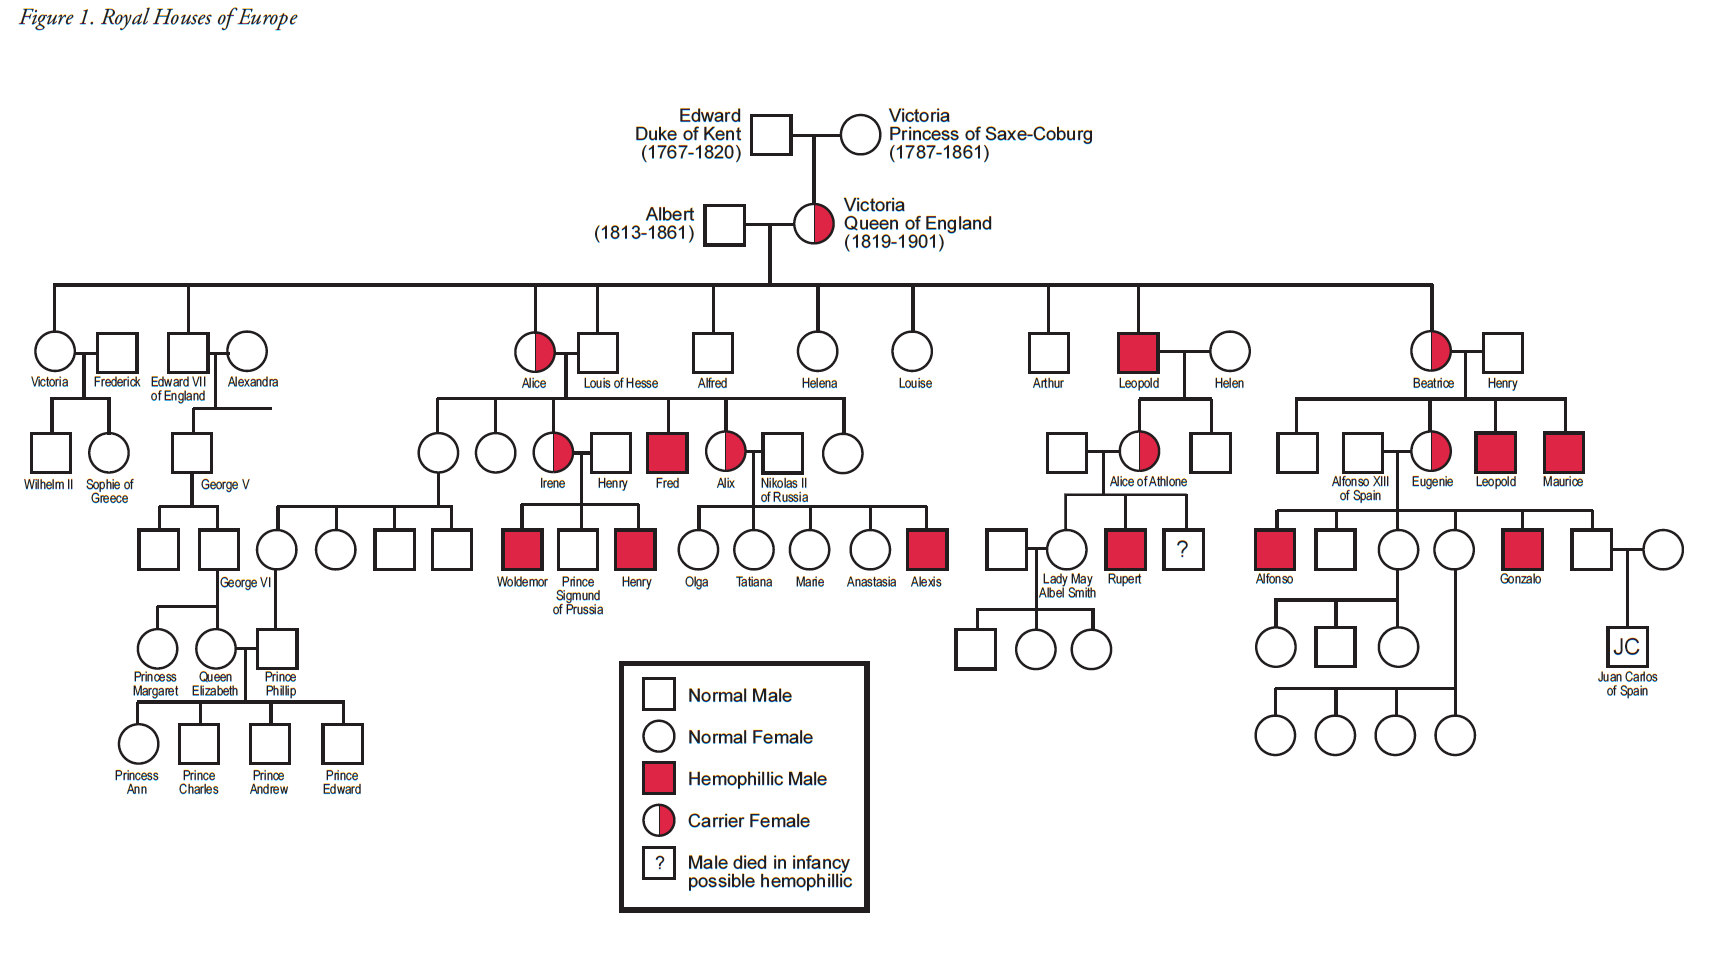 Figure 1. Royal Houses of Europe
Edward
Duke of Kent
(1767-1820)
Victoria
Princess of Saxe-Coburg
(1787-1861)
Albert
(1813-1861)
Victoria
Queen of England
(1819-1901)
Victoria
Frederick
Edward VII
of England
Alexandra
Alice
Louis of Hesse
Alfred
Helena
Louise
Arthur
Leopold
Helen
Beatrice
Henry
Wilhelm II
Sophie of
Greece
George V
Irene
Henry
Fred
Alix
Nikolas II
of Russia
Alice of Athlone
Alfonso XIII
of Spain
Eugenie
Leopold
Maurice
George VI
Woldemor
Prince
Sigmund
of Prussia
Henry
Olga
Tatiana
Marie
Anastasia
Alexis
Lady May
Albel Smith
Rupert
?
Alfonso
Gonzalo
Princess
Margaret
Queen
Elizabeth
Prince
Phillip
JC
Juan Carlos
of Spain
Princess
Ann
Prince
Charles
Prince
Andrew
Prince
Edward
Normal Male
Normal Female
Hemophillic Male
Carrier Female
?
Male died in infancy
possible hemophillic